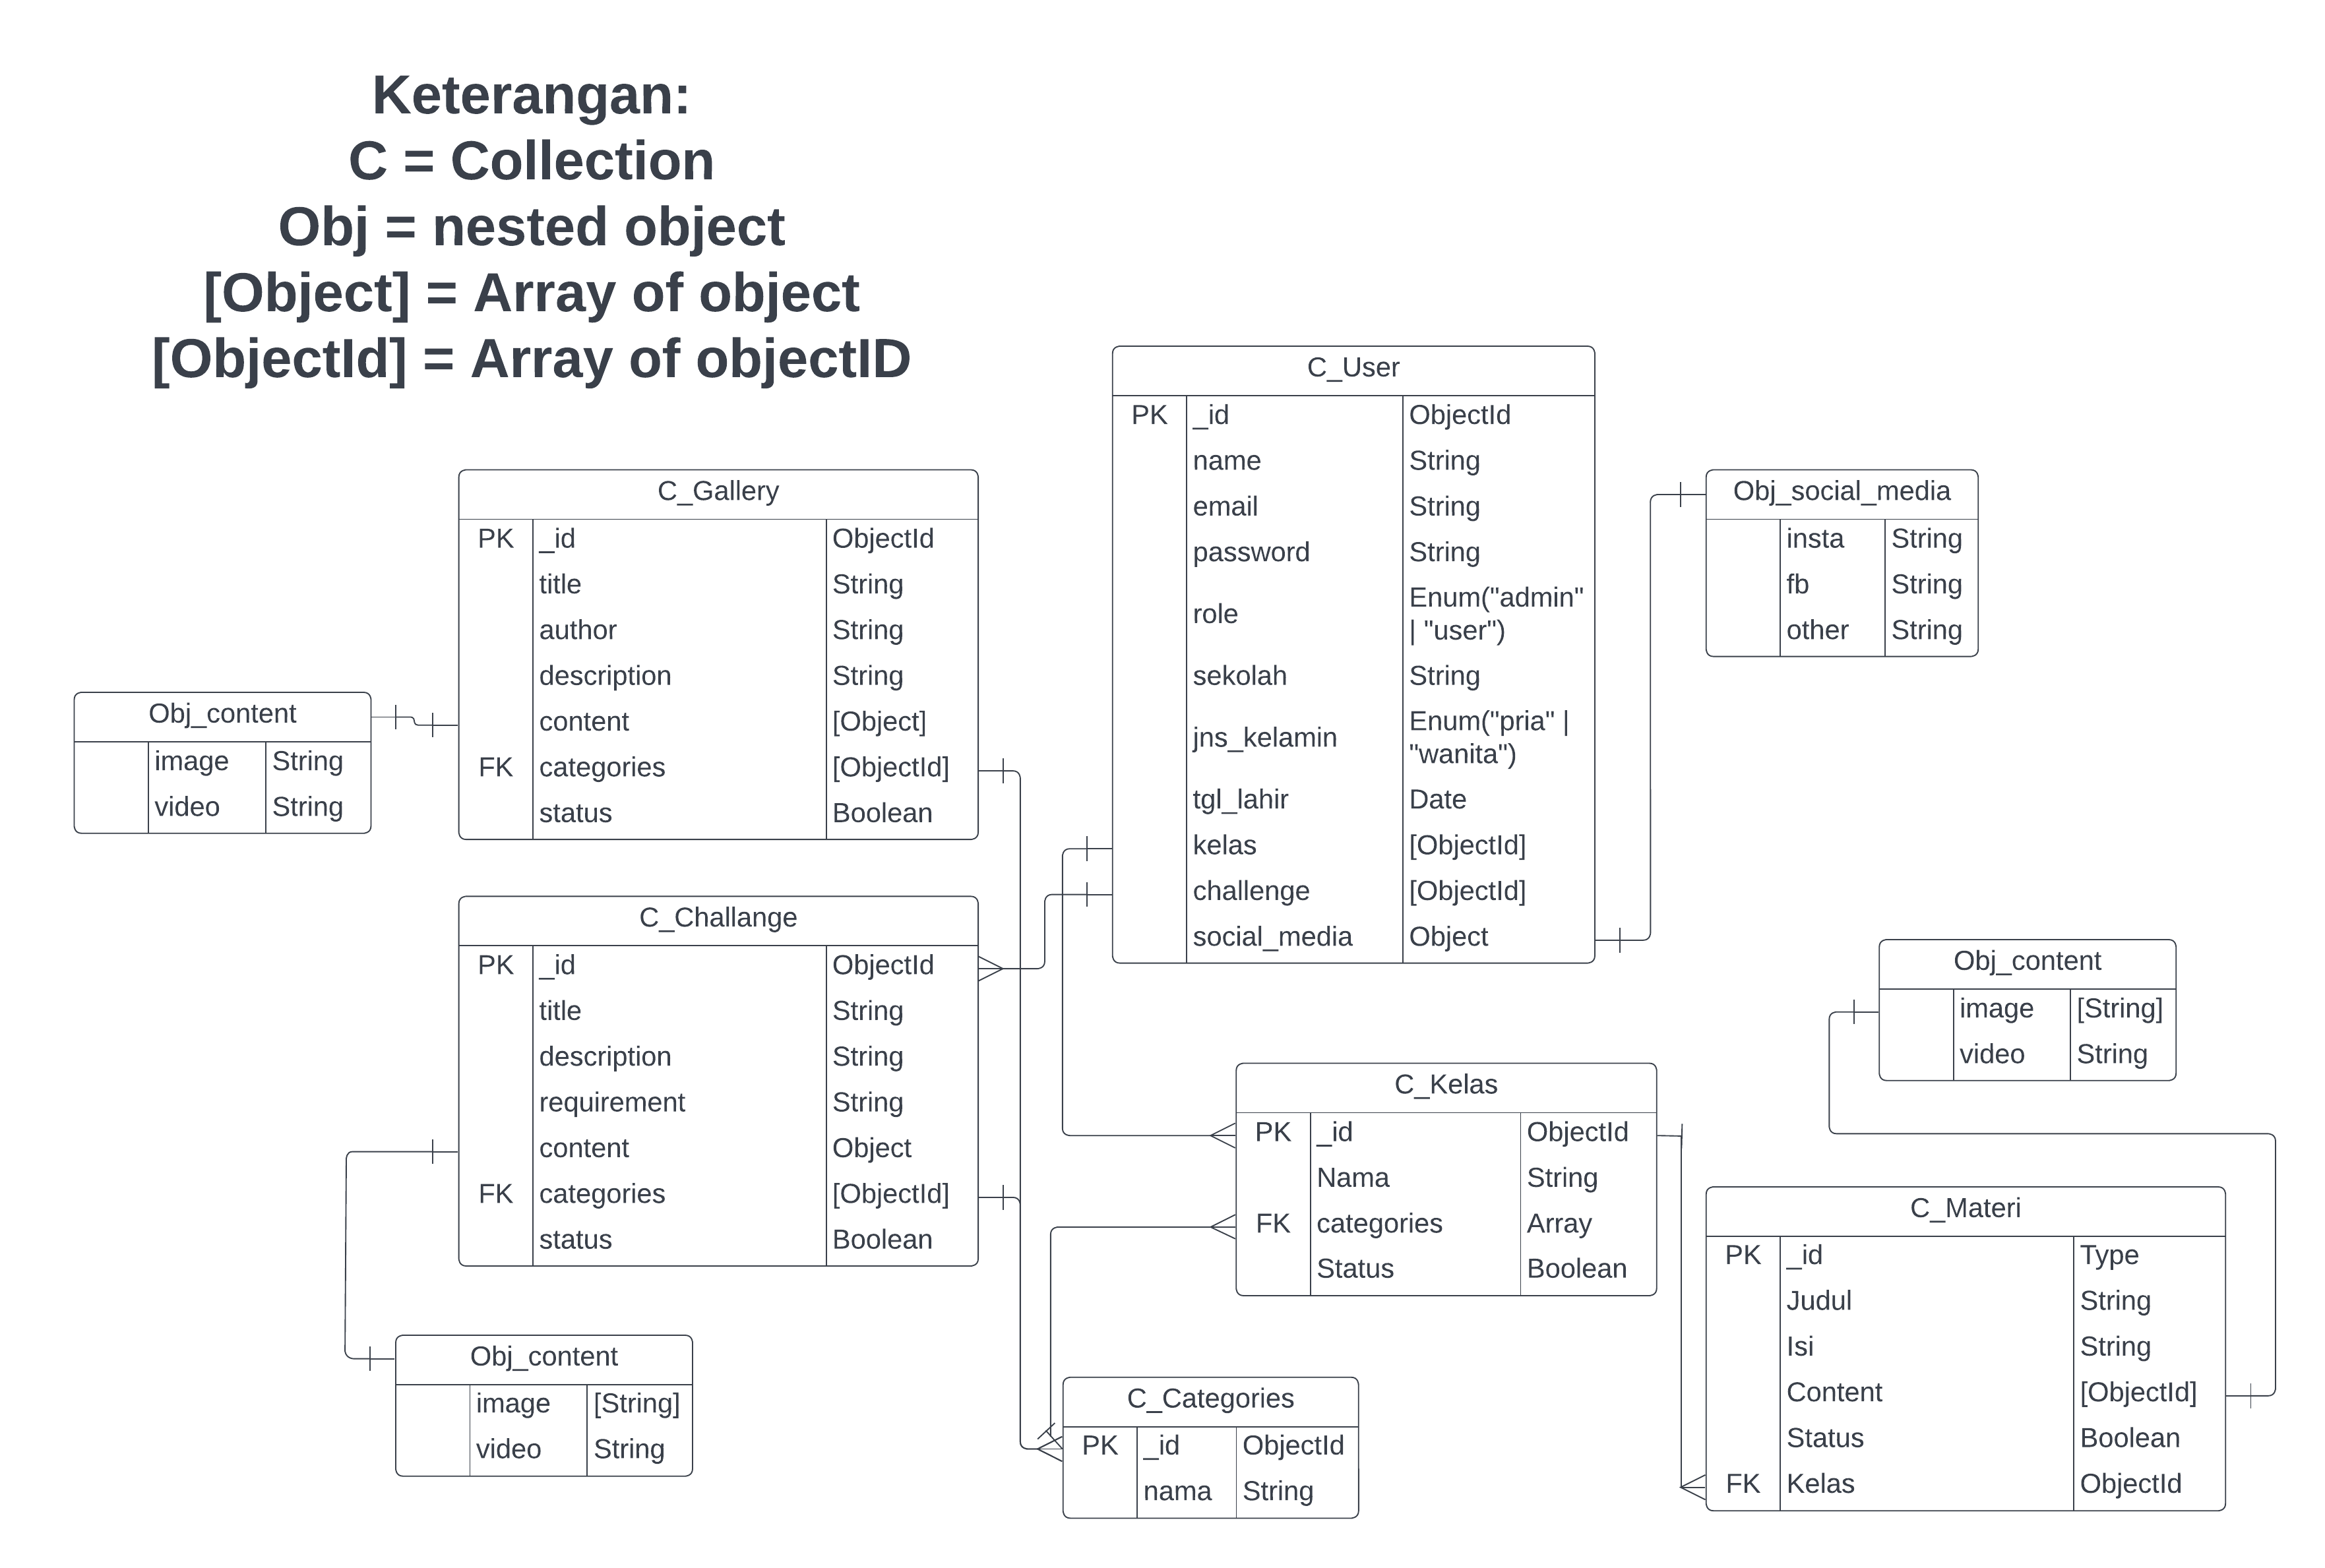 Keterangan:
C = Collection
Obj = nested object
[Object] = Array of object
[ObjectId] = Array of objectID
C_User
PK _id ObjectId
name String
email String
password String
role Enum("admin"
| "user")
sekolah String
jns_kelamin Enum("pria" |
"wanita")
tgl_lahir Date
kelas [ObjectId]
challenge [ObjectId]
social_media Object
C_Gallery
PK _id ObjectId
title String
author String
description String
content [Object]
FK categories [ObjectId]
status Boolean
Obj_social_media
insta String
fb String
other String
Obj_content
image String
video String
C_Challange
PK _id ObjectId
title String
description String
requirement String
content Object
FK categories [ObjectId]
status Boolean
Obj_content
image [String]
video String
C_Kelas
PK _id ObjectId
Nama String
FK categories Array
Status Boolean
C_Materi
PK _id Type
Judul String
Isi String
Content [ObjectId]
Status Boolean
FK Kelas ObjectId
Obj_content
image [String]
video String
C_Categories
PK _id ObjectId
nama String